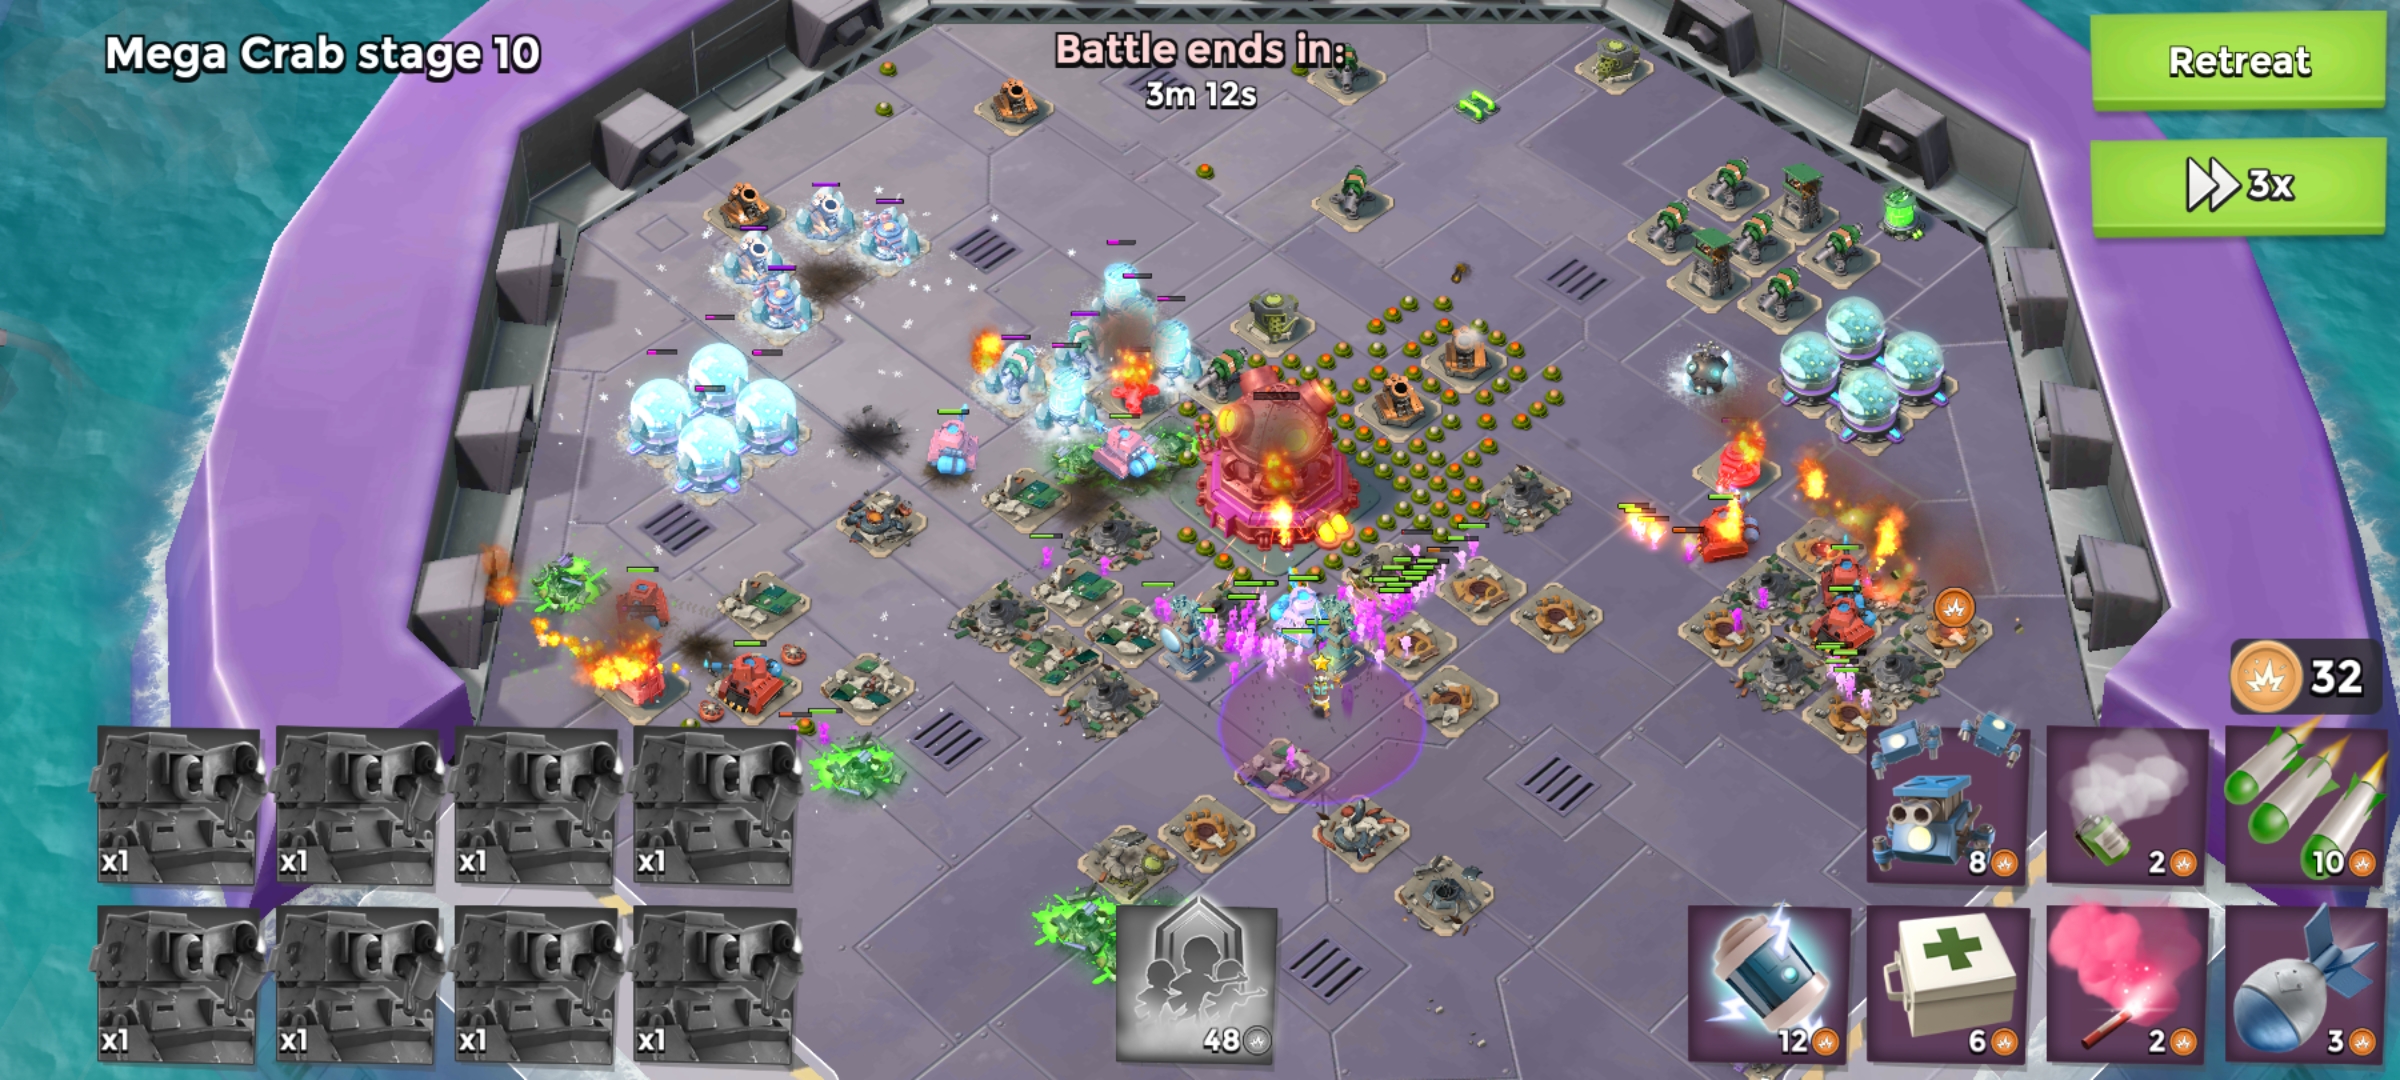 Mega Crab stage 10
Battle ends in:
3m 12s
Retreat
3x
32
x1
x1
x1
x1
8
2
10
x1
x1
x1
x1
48
12
6
2
3